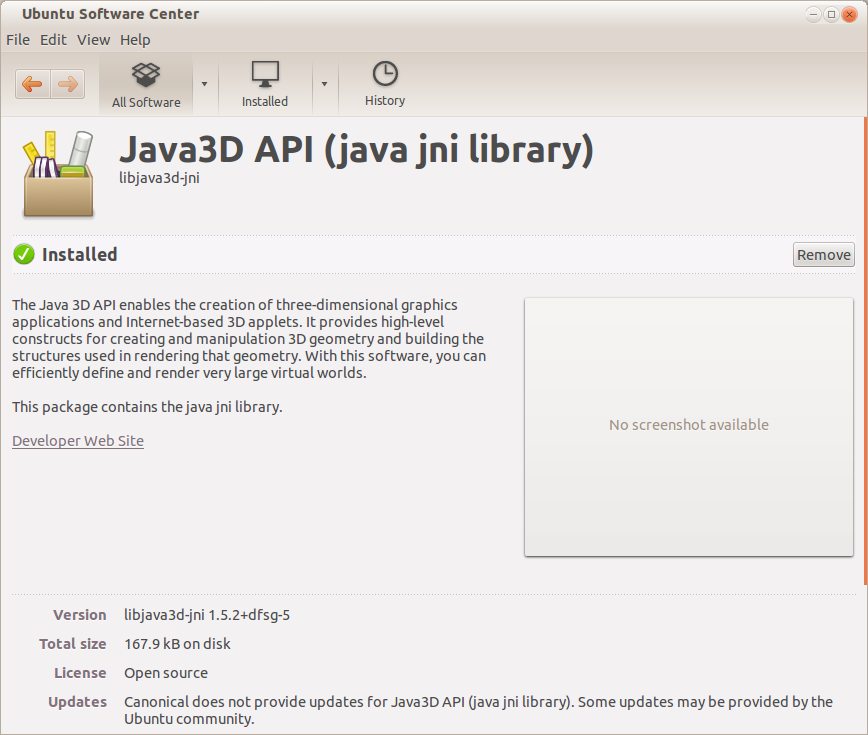 Ubuntu Software Center
File Edit View Help
All Software
Installed
History
Java3D API (java jni library)
libjava3d-jni
Installed
Remove
The Java 3D API enables the creation of three-dimensional graphics
applications and Internet-based 3D applets. It provides high-level
constructs for creating and manipulation 3D geometry and building the
structures used in rendering that geometry. With this software, you can
efficiently define and render very large virtual worlds.
This package contains the java jni library.
Developer Web Site
No screenshot available
Version libjava3d-jni 1.5.2+dfsg-5
Total size 167.9 kB on disk
License Open source
Updates Canonical does not provide updates for Java3D API (java jni library). Some updates may be provided by the
Ubuntu community.